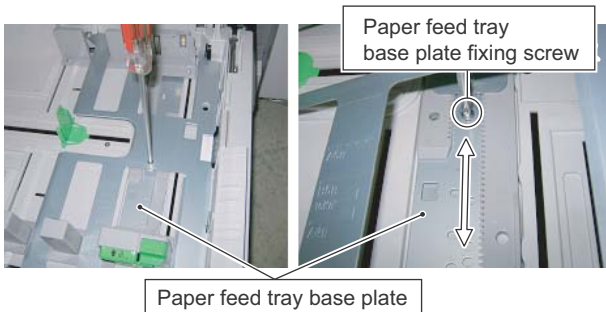 Paper feed tray
base plate fixing screw
Paper feed tray base plate